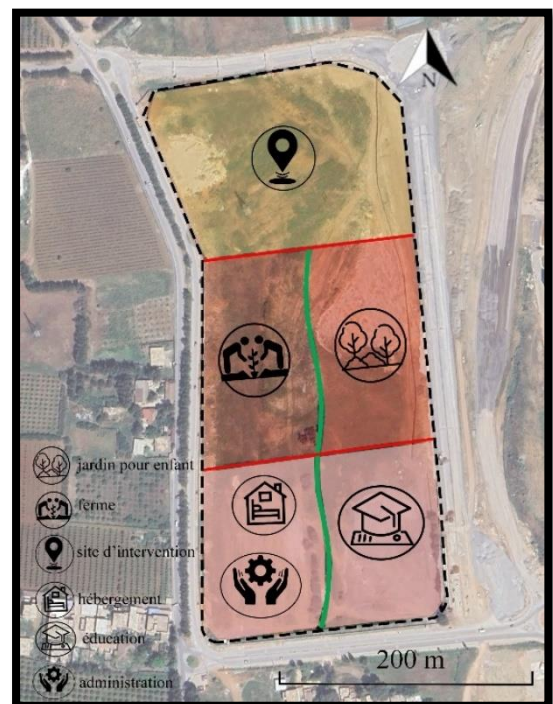 N
jardin pour enfant
ferme
site d'intervention
hébergement
éducation
administration
200 m